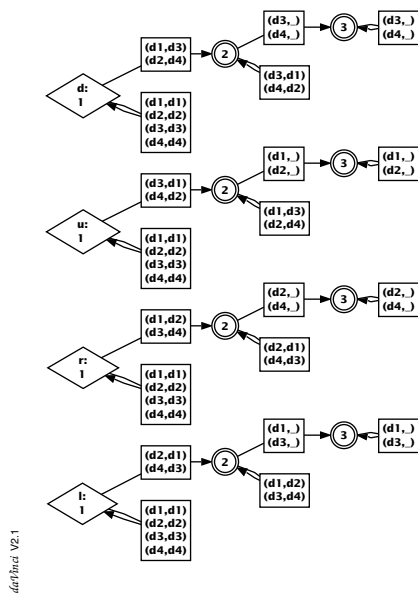 (d1,d3)
(d2,d4)
2
(d3,_)
(d4,_)
3
(d3,_)
(d4,_)
d:
1
(d1,d1)
(d2,d2)
(d3,d3)
(d4,d4)
(d3,d1)
(d4,d2)
(d3,d1)
(d4,d2)
2
(d1,_)
(d2,_)
3
(d1,_)
(d2,_)
u:
1
(d1,d1)
(d2,d2)
(d3,d3)
(d4,d4)
(d1,d3)
(d2,d4)
(d1,d2)
(d3,d4)
2
(d2,_)
(d4,_)
3
(d2,_)
(d4,_)
r:
1
(d1,d1)
(d2,d2)
(d3,d3)
(d4,d4)
(d2,d1)
(d4,d3)
(d2,d1)
(d4,d3)
2
(d1,_)
(d3,_)
3
(d1,_)
(d3,_)
l:
1
(d1,d1)
(d2,d2)
(d3,d3)
(d4,d4)
(d1,d2)
(d3,d4)
daVinci V2.1